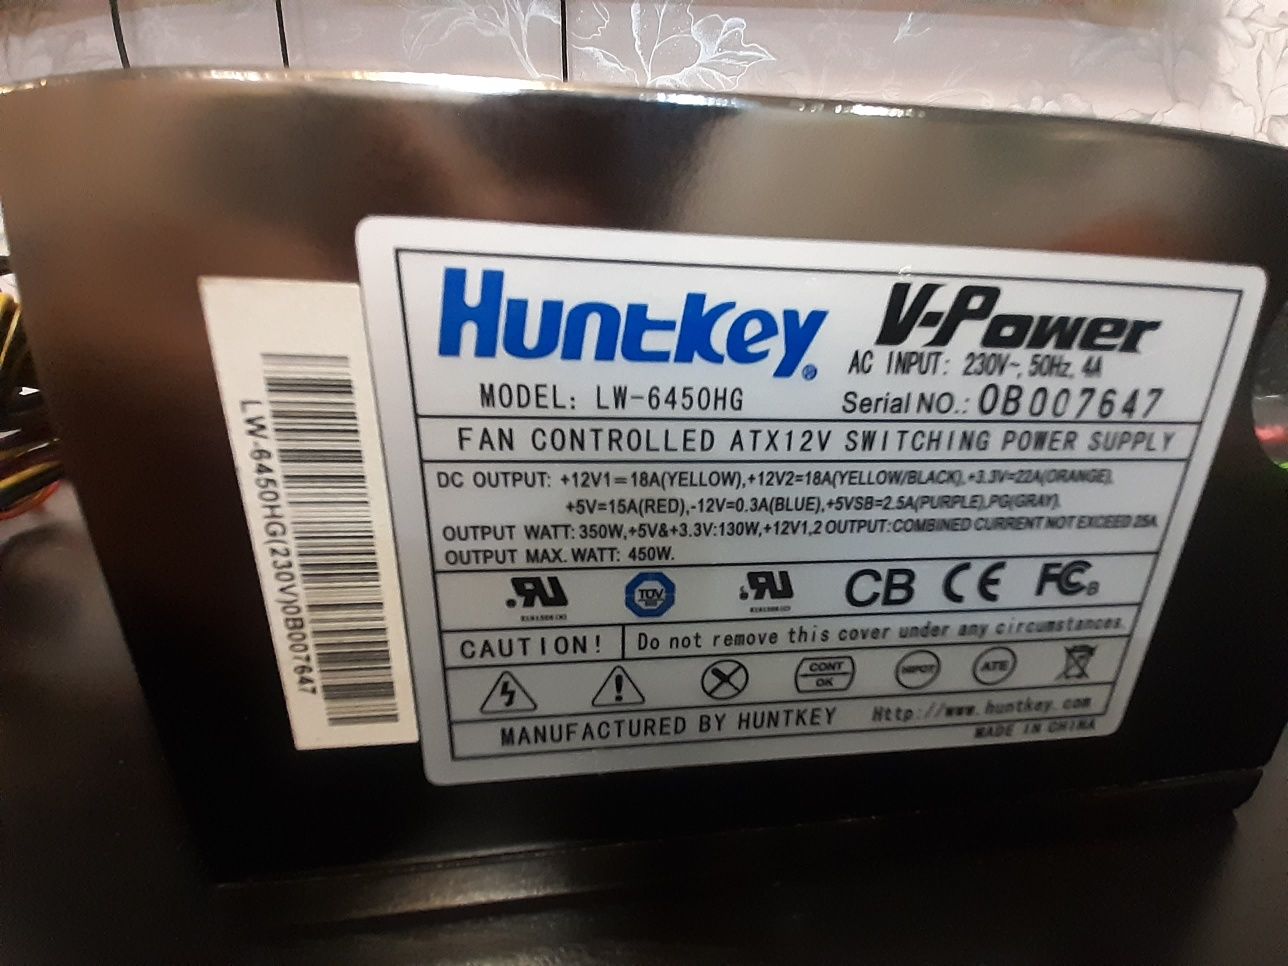 Huntkey® V-Power
AC INPUT: 230V~, 50Hz, 4A
MODEL: LW-6450HG Serial NO.: 0B007647
FAN CONTROLLED ATX12V SWITCHING POWER SUPPLY
DC OUTPUT: +12V1=18A(YELLOW),+12V2=18A(YELLOW/BLACK),+3.3V=22A(ORANGE),
+5V=15A(RED),-12V=0.3A(BLUE),+5VSB=2.5A(PURPLE),PG(GRAY).
OUTPUT WATT: 350W,+5V&+3.3V:130W,+12V1,2 OUTPUT:COMBINED CURRENT NOT EXCEED 25A
OUTPUT MAX. WATT: 450W.
RU TÜV RU CB CE FC B
CAUTION! Do not remove this cover under any circumstances.
CONT OK HIPOT ATE
MANUFACTURED BY HUNTKEY Http://www.huntkey.com
MADE IN CHINA
LW-6450HG(230V)0B007647